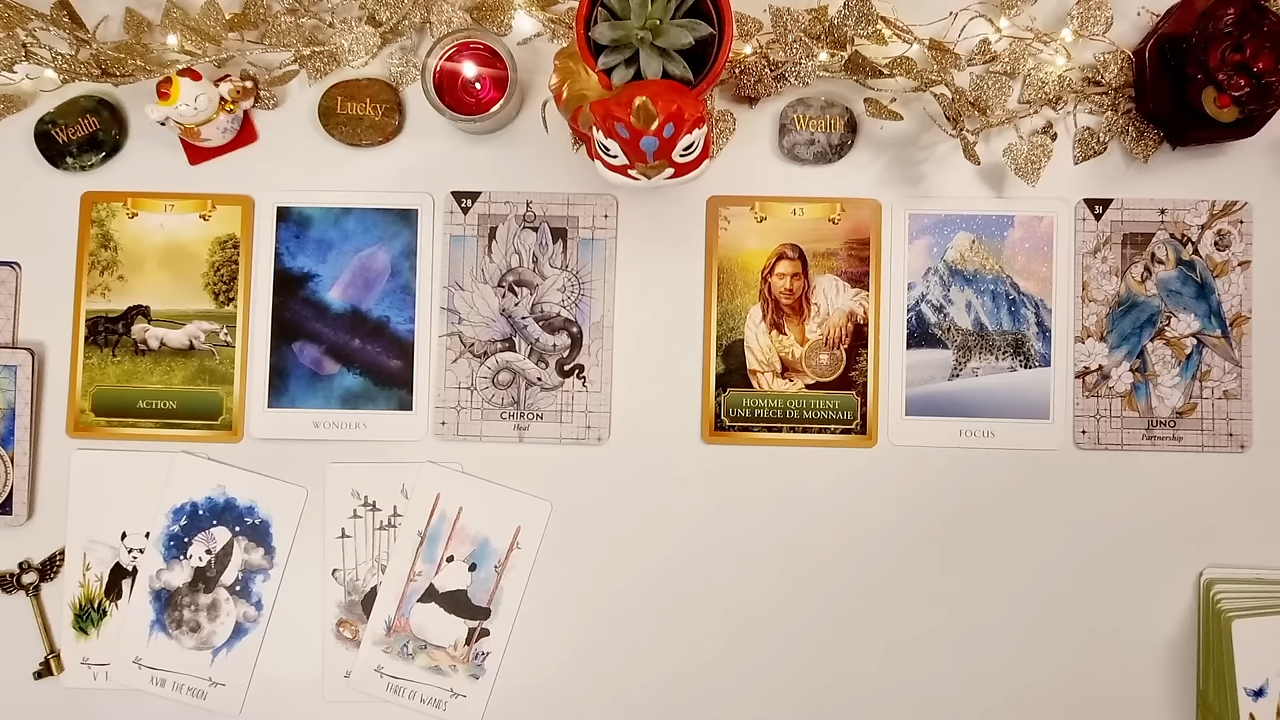 Wealth
Lucky
Wealth
17
ACTION
WONDERS
28
CHIRON
Heal
43
HOMME QUI TIENT
UNE PIÈCE DE MONNAIE
FOCUS
31
JUNO
Partnership
XVIII THE MOON
THREE OF WANDS